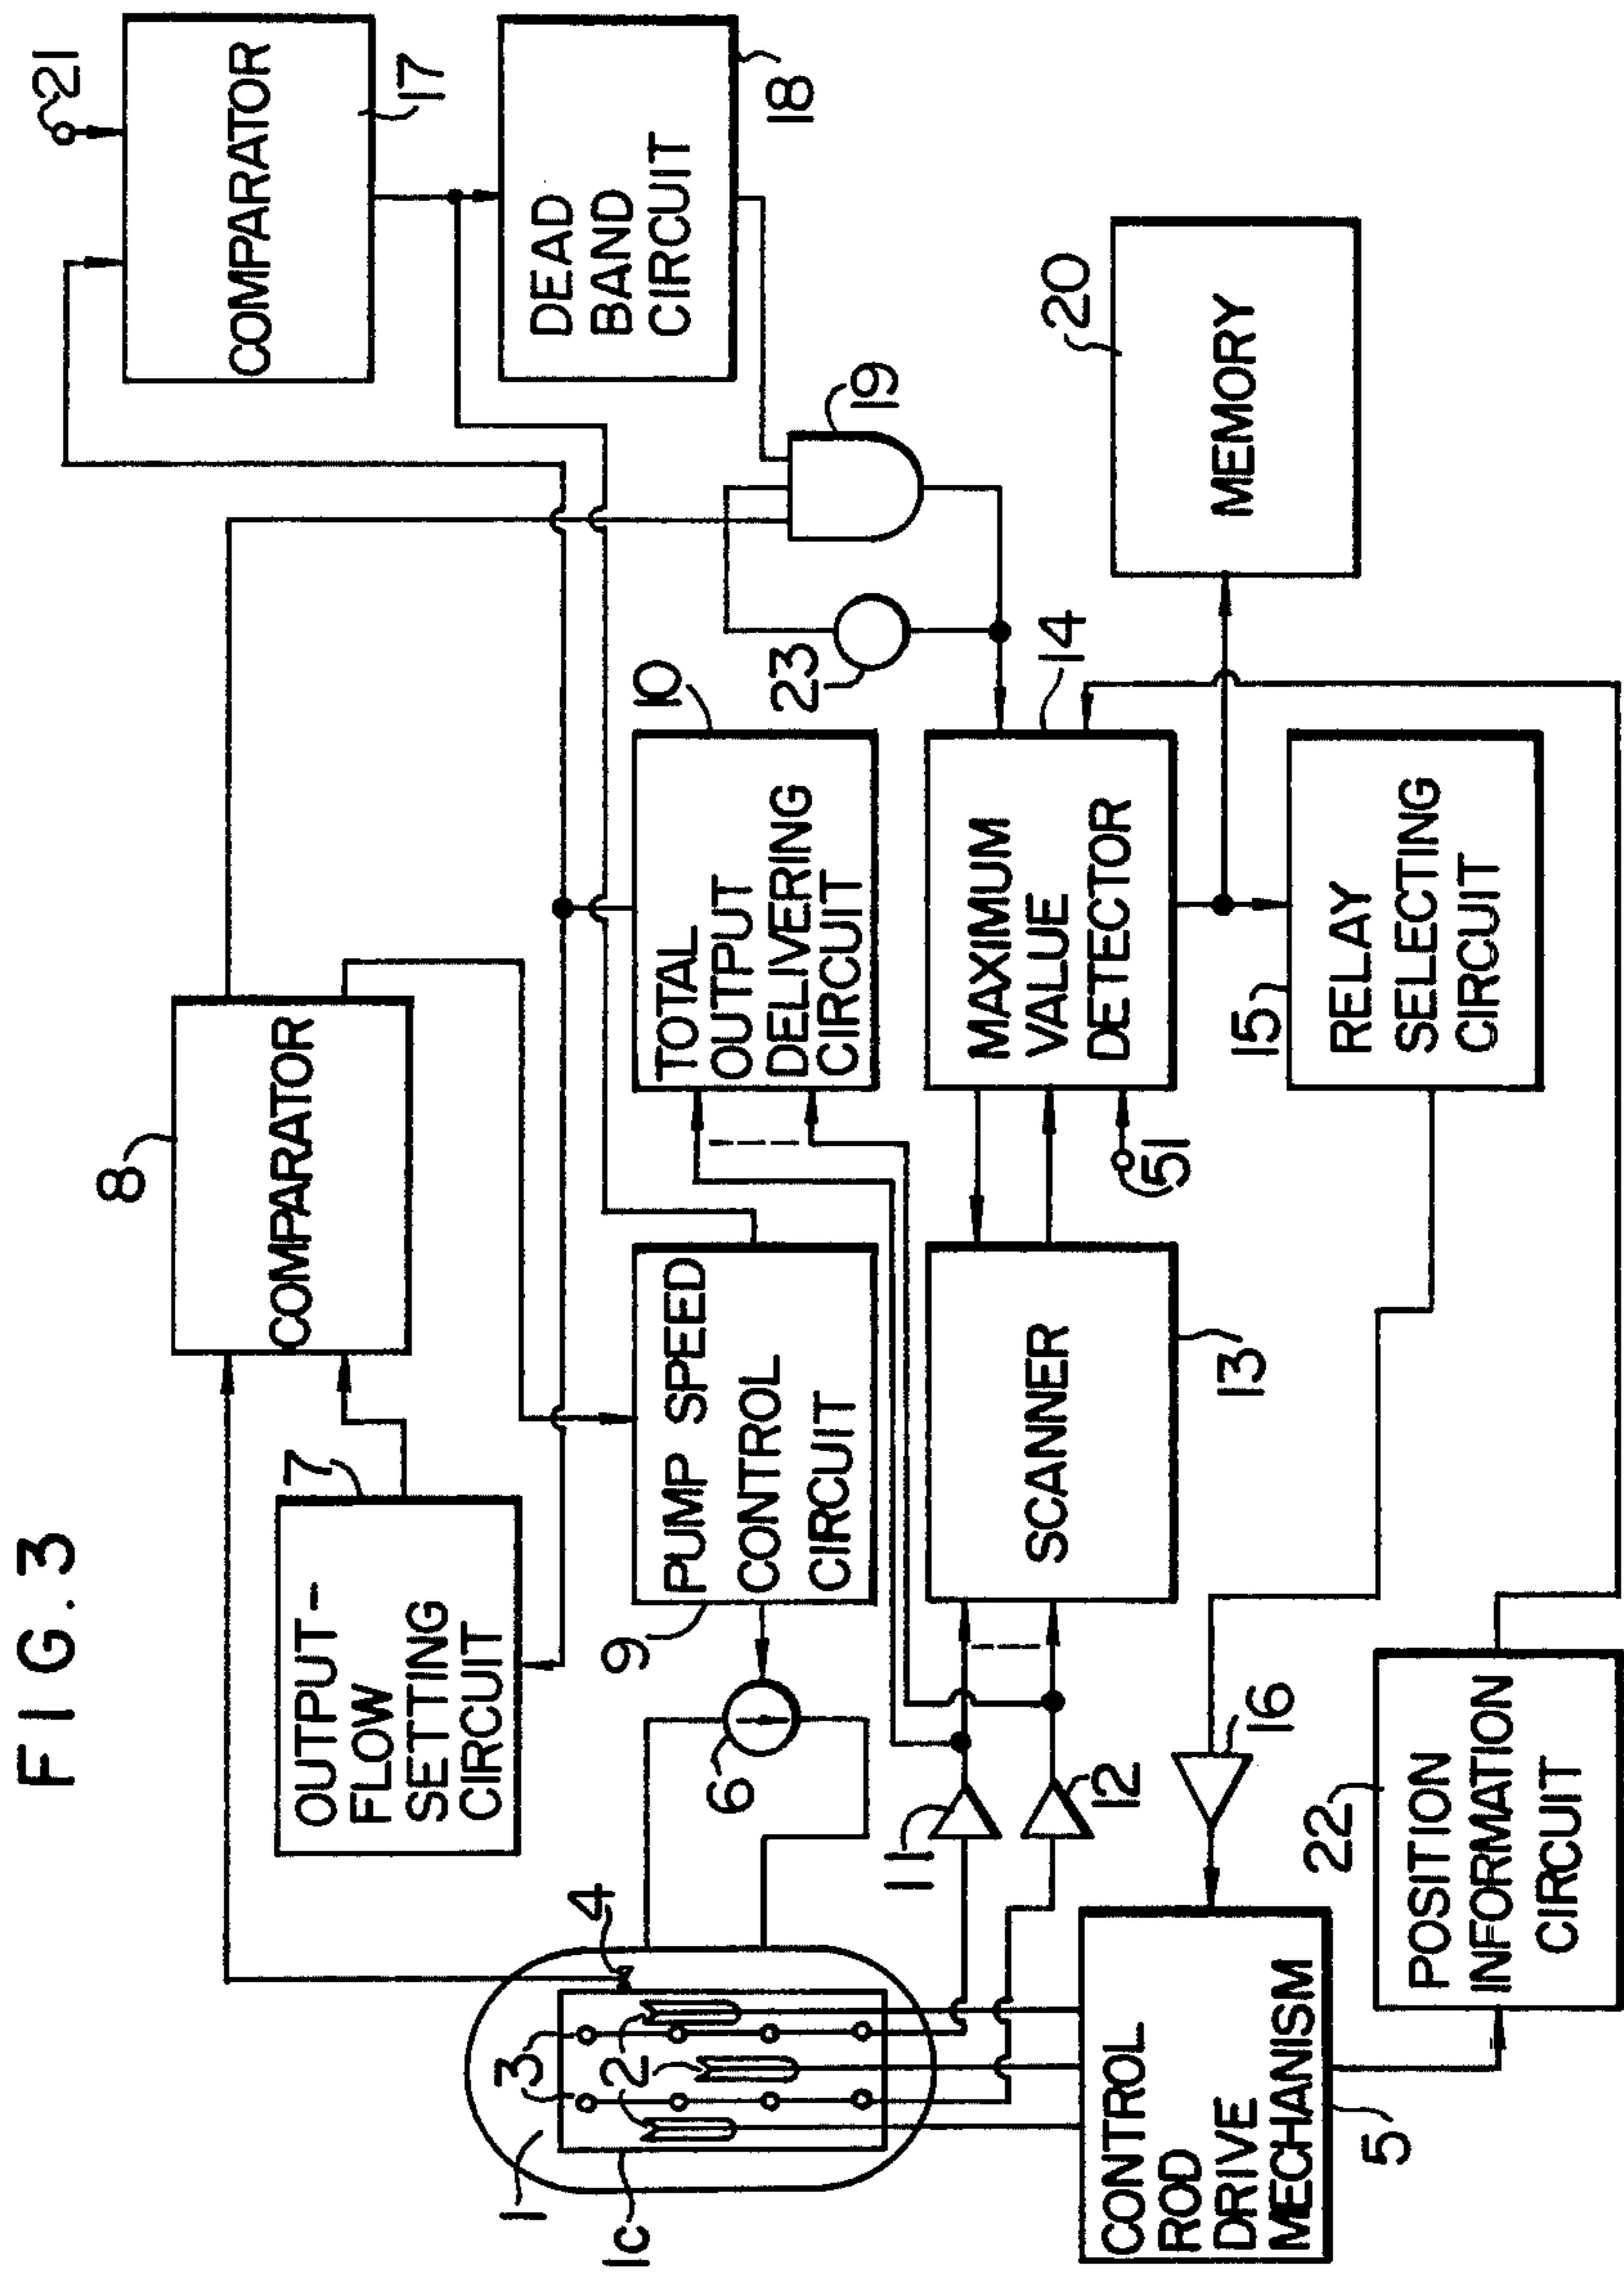 FIG. 3
OUTPUT-
FLOW
SETTING
CIRCUIT
7
COMPARATOR
8
21
COMPARATOR
17
DEAD
BAND
CIRCUIT
18
PUMP SPEED
CONTROL
CIRCUIT
9
6
TOTAL
OUTPUT
DELIVERING
CIRCUIT
10
19
23
1
1c
2
3
4
11
12
SCANNER
13
MAXIMUM
VALUE
DETECTOR
14
51
MEMORY
20
RELAY
SELECTING
CIRCUIT
15
16
CONTROL
ROD
DRIVE
MECHANISM
5
POSITION
INFORMATION
CIRCUIT
22